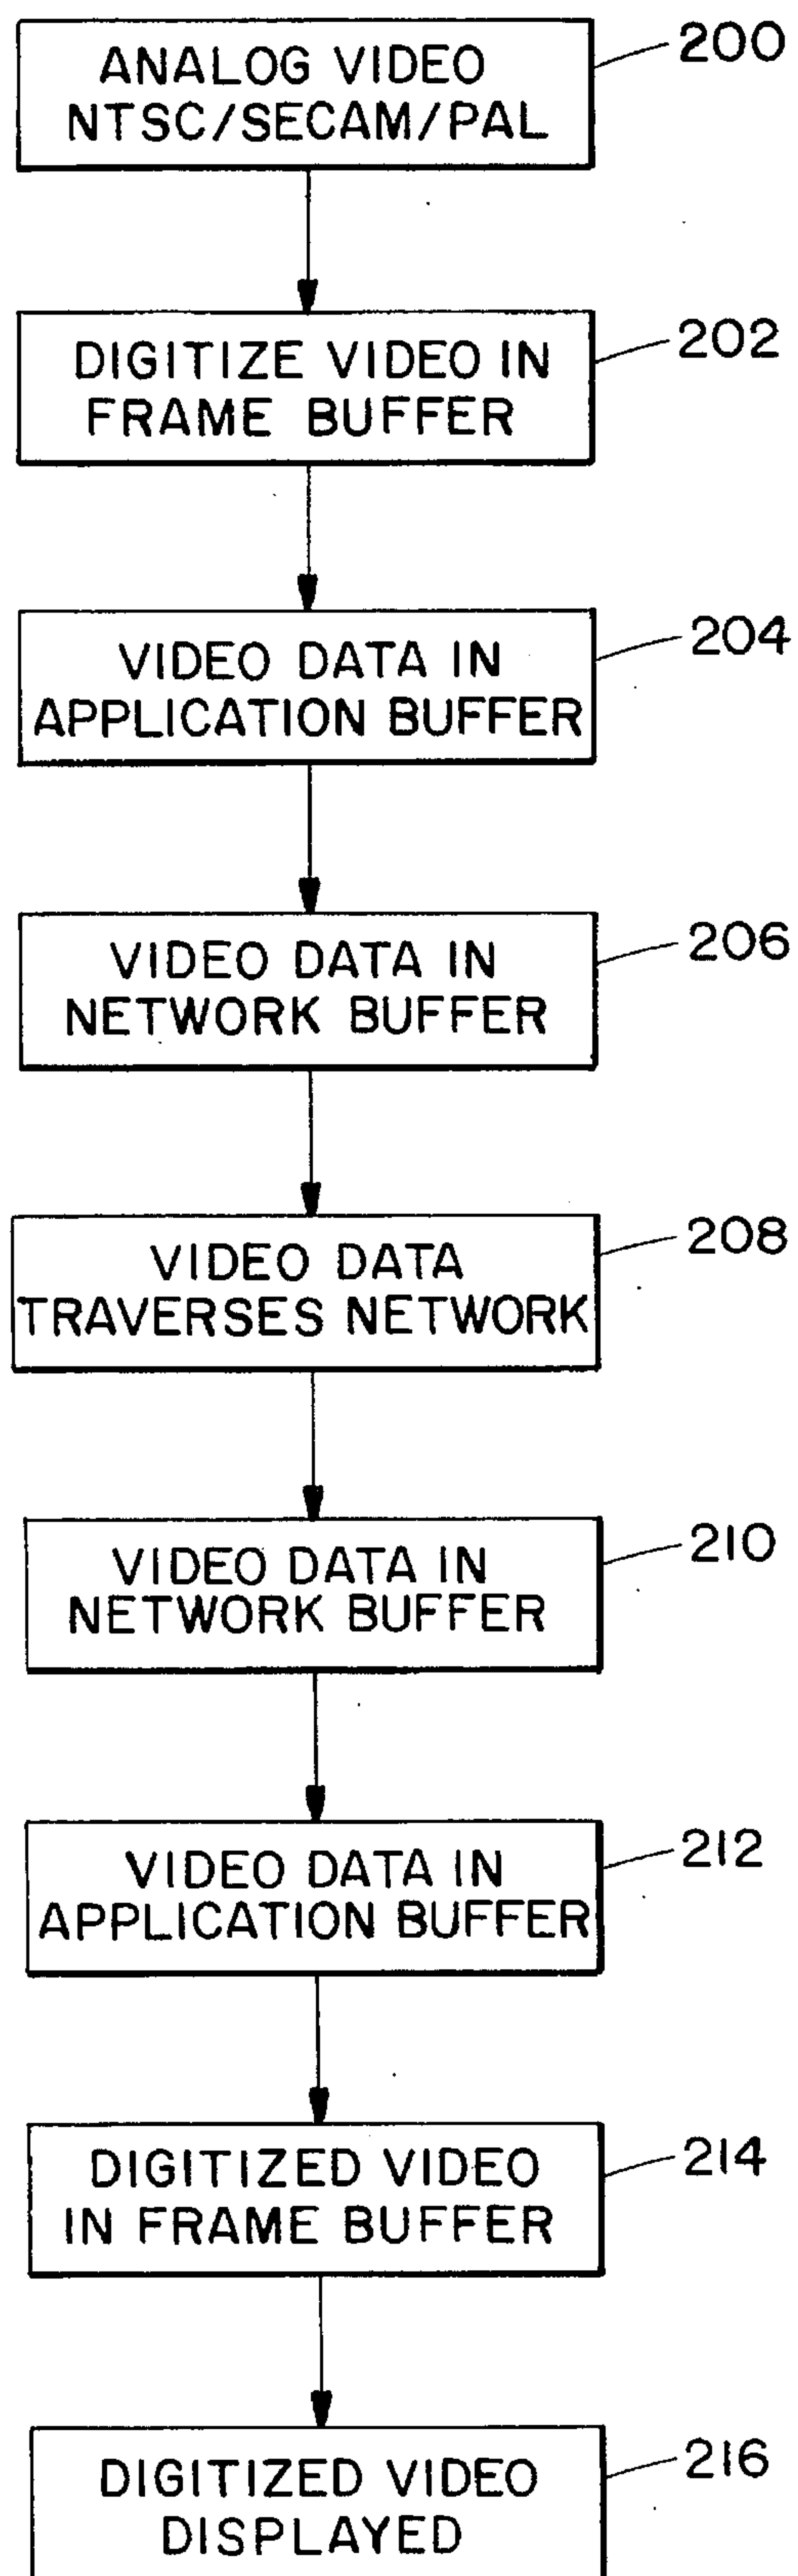 ANALOG VIDEO
NTSC/SECAM/PAL
200
DIGITIZE VIDEO IN
FRAME BUFFER
202
VIDEO DATA IN
APPLICATION BUFFER
204
VIDEO DATA IN
NETWORK BUFFER
206
VIDEO DATA
TRAVERSES NETWORK
208
VIDEO DATA IN
NETWORK BUFFER
210
VIDEO DATA IN
APPLICATION BUFFER
212
DIGITIZED VIDEO
IN FRAME BUFFER
214
DIGITIZED VIDEO
DISPLAYED
216